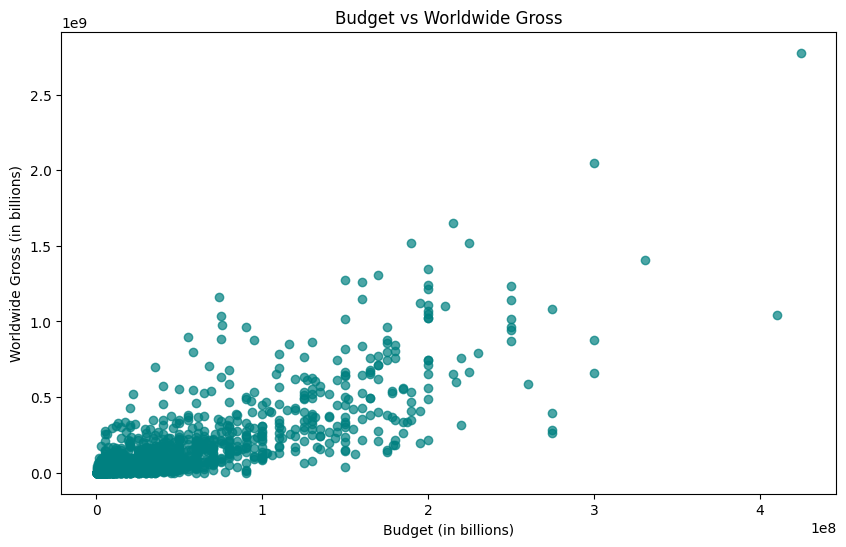 Budget vs Worldwide Gross
1e9
2.5
2.0
1.5
1.0
0.5
0.0
Worldwide Gross (in billions)
0 1 2 3 4
1e8
Budget (in billions)